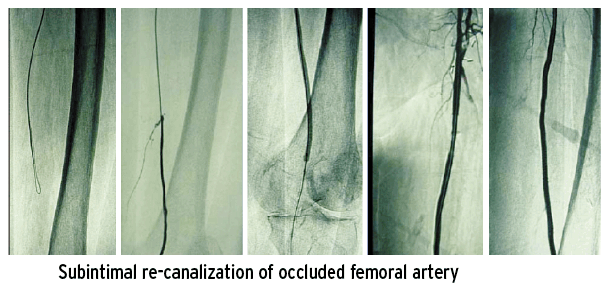 Subintimal re-canalization of occluded femoral artery